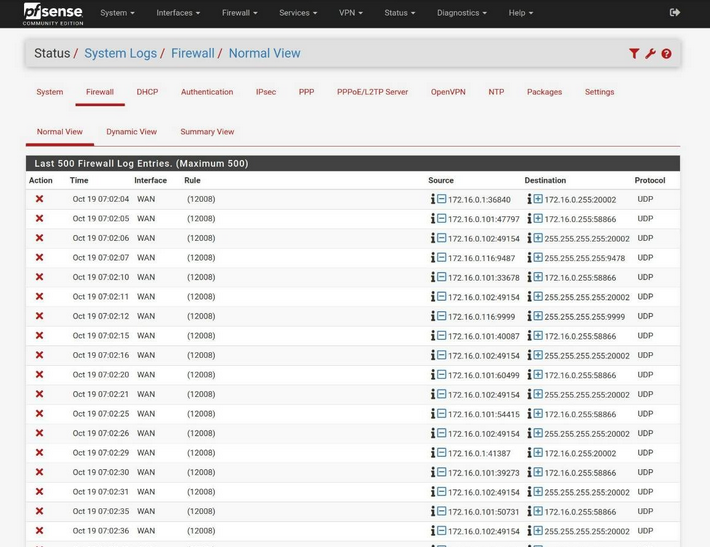 pfsense
COMMUNITY EDITION
System Interfaces Firewall Services VPN Status Diagnostics Help
Status / System Logs / Firewall / Normal View
System Firewall DHCP Authentication IPsec PPP PPPoE/L2TP Server OpenVPN NTP Packages Settings
Normal View Dynamic View Summary View
Last 500 Firewall Log Entries. (Maximum 500)
Action Time Interface Rule Source Destination Protocol
Oct 19 07:02:04 WAN (12008) 172.16.0.1:36840 172.16.0.255:20002 UDP
Oct 19 07:02:05 WAN (12008) 172.16.0.101:47797 172.16.0.255:58866 UDP
Oct 19 07:02:06 WAN (12008) 172.16.0.102:49154 255.255.255.255:20002 UDP
Oct 19 07:02:07 WAN (12008) 172.16.0.116:9487 255.255.255.255:9478 UDP
Oct 19 07:02:10 WAN (12008) 172.16.0.101:33678 172.16.0.255:58866 UDP
Oct 19 07:02:11 WAN (12008) 172.16.0.102:49154 255.255.255.255:20002 UDP
Oct 19 07:02:12 WAN (12008) 172.16.0.116:9999 255.255.255.255:9999 UDP
Oct 19 07:02:15 WAN (12008) 172.16.0.101:40087 172.16.0.255:58866 UDP
Oct 19 07:02:16 WAN (12008) 172.16.0.102:49154 255.255.255.255:20002 UDP
Oct 19 07:02:20 WAN (12008) 172.16.0.101:60499 172.16.0.255:58866 UDP
Oct 19 07:02:21 WAN (12008) 172.16.0.102:49154 255.255.255.255:20002 UDP
Oct 19 07:02:25 WAN (12008) 172.16.0.101:54415 172.16.0.255:58866 UDP
Oct 19 07:02:26 WAN (12008) 172.16.0.102:49154 255.255.255.255:20002 UDP
Oct 19 07:02:29 WAN (12008) 172.16.0.1:41387 172.16.0.255:20002 UDP
Oct 19 07:02:30 WAN (12008) 172.16.0.101:39273 172.16.0.255:58866 UDP
Oct 19 07:02:31 WAN (12008) 172.16.0.102:49154 255.255.255.255:20002 UDP
Oct 19 07:02:35 WAN (12008) 172.16.0.101:50731 172.16.0.255:58866 UDP
Oct 19 07:02:36 WAN (12008) 172.16.0.102:49154 255.255.255.255:20002 UDP